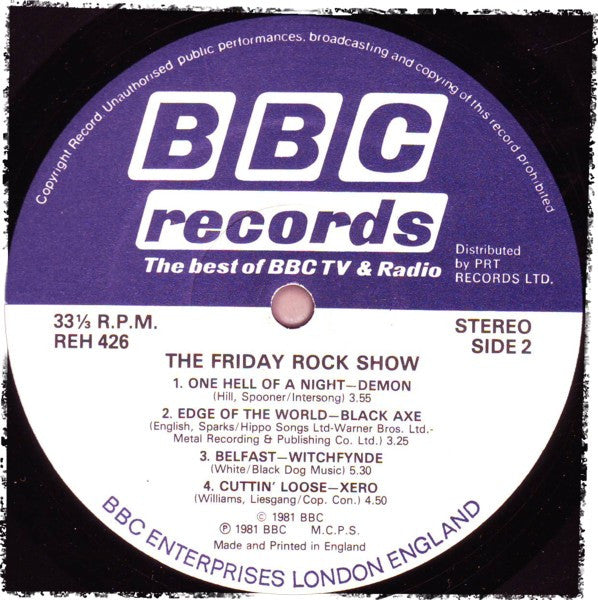 Copyright Record. Unauthorised public performances, broadcasting and copying of this record prohibited
BBC
records
The best of BBC TV & Radio
Distributed
by PRT
RECORDS LTD.
33⅓ R.P.M.
REH 426
STEREO
SIDE 2
THE FRIDAY ROCK SHOW
1. ONE HELL OF A NIGHT—DEMON
(Hill, Spooner/Intersong) 3.55
2. EDGE OF THE WORLD—BLACK AXE
(English, Sparks/Hippo Songs Ltd-Warner Bros. Ltd.-
Metal Recording & Publishing Co. Ltd.) 3.25
3. BELFAST—WITCHFYNDE
(White/Black Dog Music) 5.30
4. CUTTIN' LOOSE—XERO
(Williams, Liesgang/Cop. Con.) 4.50
© 1981 BBC
℗ 1981 BBC M.C.P.S.
Made and Printed in England
BBC ENTERPRISES LONDON ENGLAND